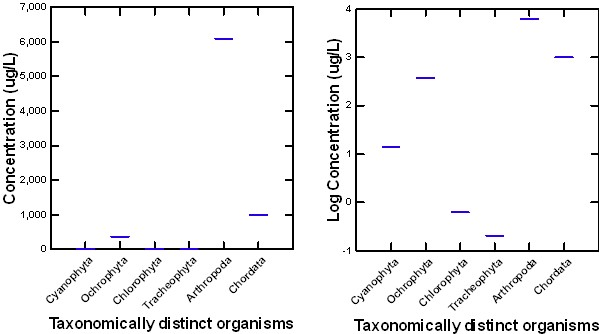 Concentration (ug/L)
7,000
6,000
5,000
4,000
3,000
2,000
1,000
0
Cyanophyta
Ochrophyta
Chlorophyta
Tracheophyta
Arthropoda
Chordata
Taxonomically distinct organisms
Log Concentration (ug/L)
4
3
2
1
0
-1
Cyanophyta
Ochrophyta
Chlorophyta
Tracheophyta
Arthropoda
Chordata
Taxonomically distinct organisms